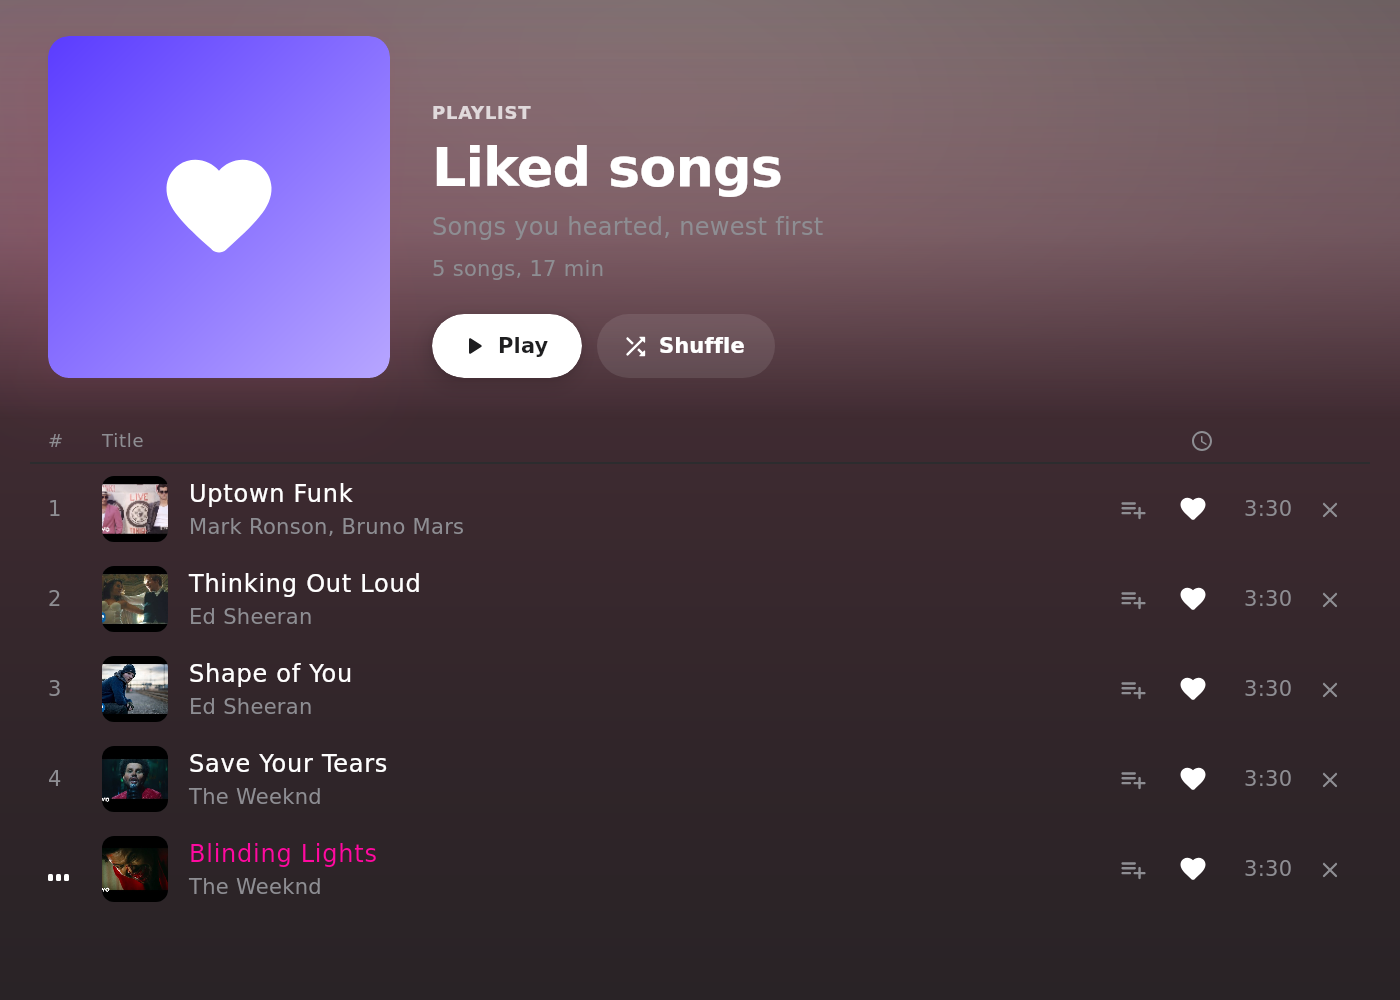 PLAYLIST
Liked songs
Songs you hearted, newest first
5 songs, 17 min
Play
Shuffle
# Title
1 Uptown Funk 3:30
Mark Ronson, Bruno Mars
2 Thinking Out Loud 3:30
Ed Sheeran
3 Shape of You 3:30
Ed Sheeran
4 Save Your Tears 3:30
The Weeknd
Blinding Lights 3:30
The Weeknd